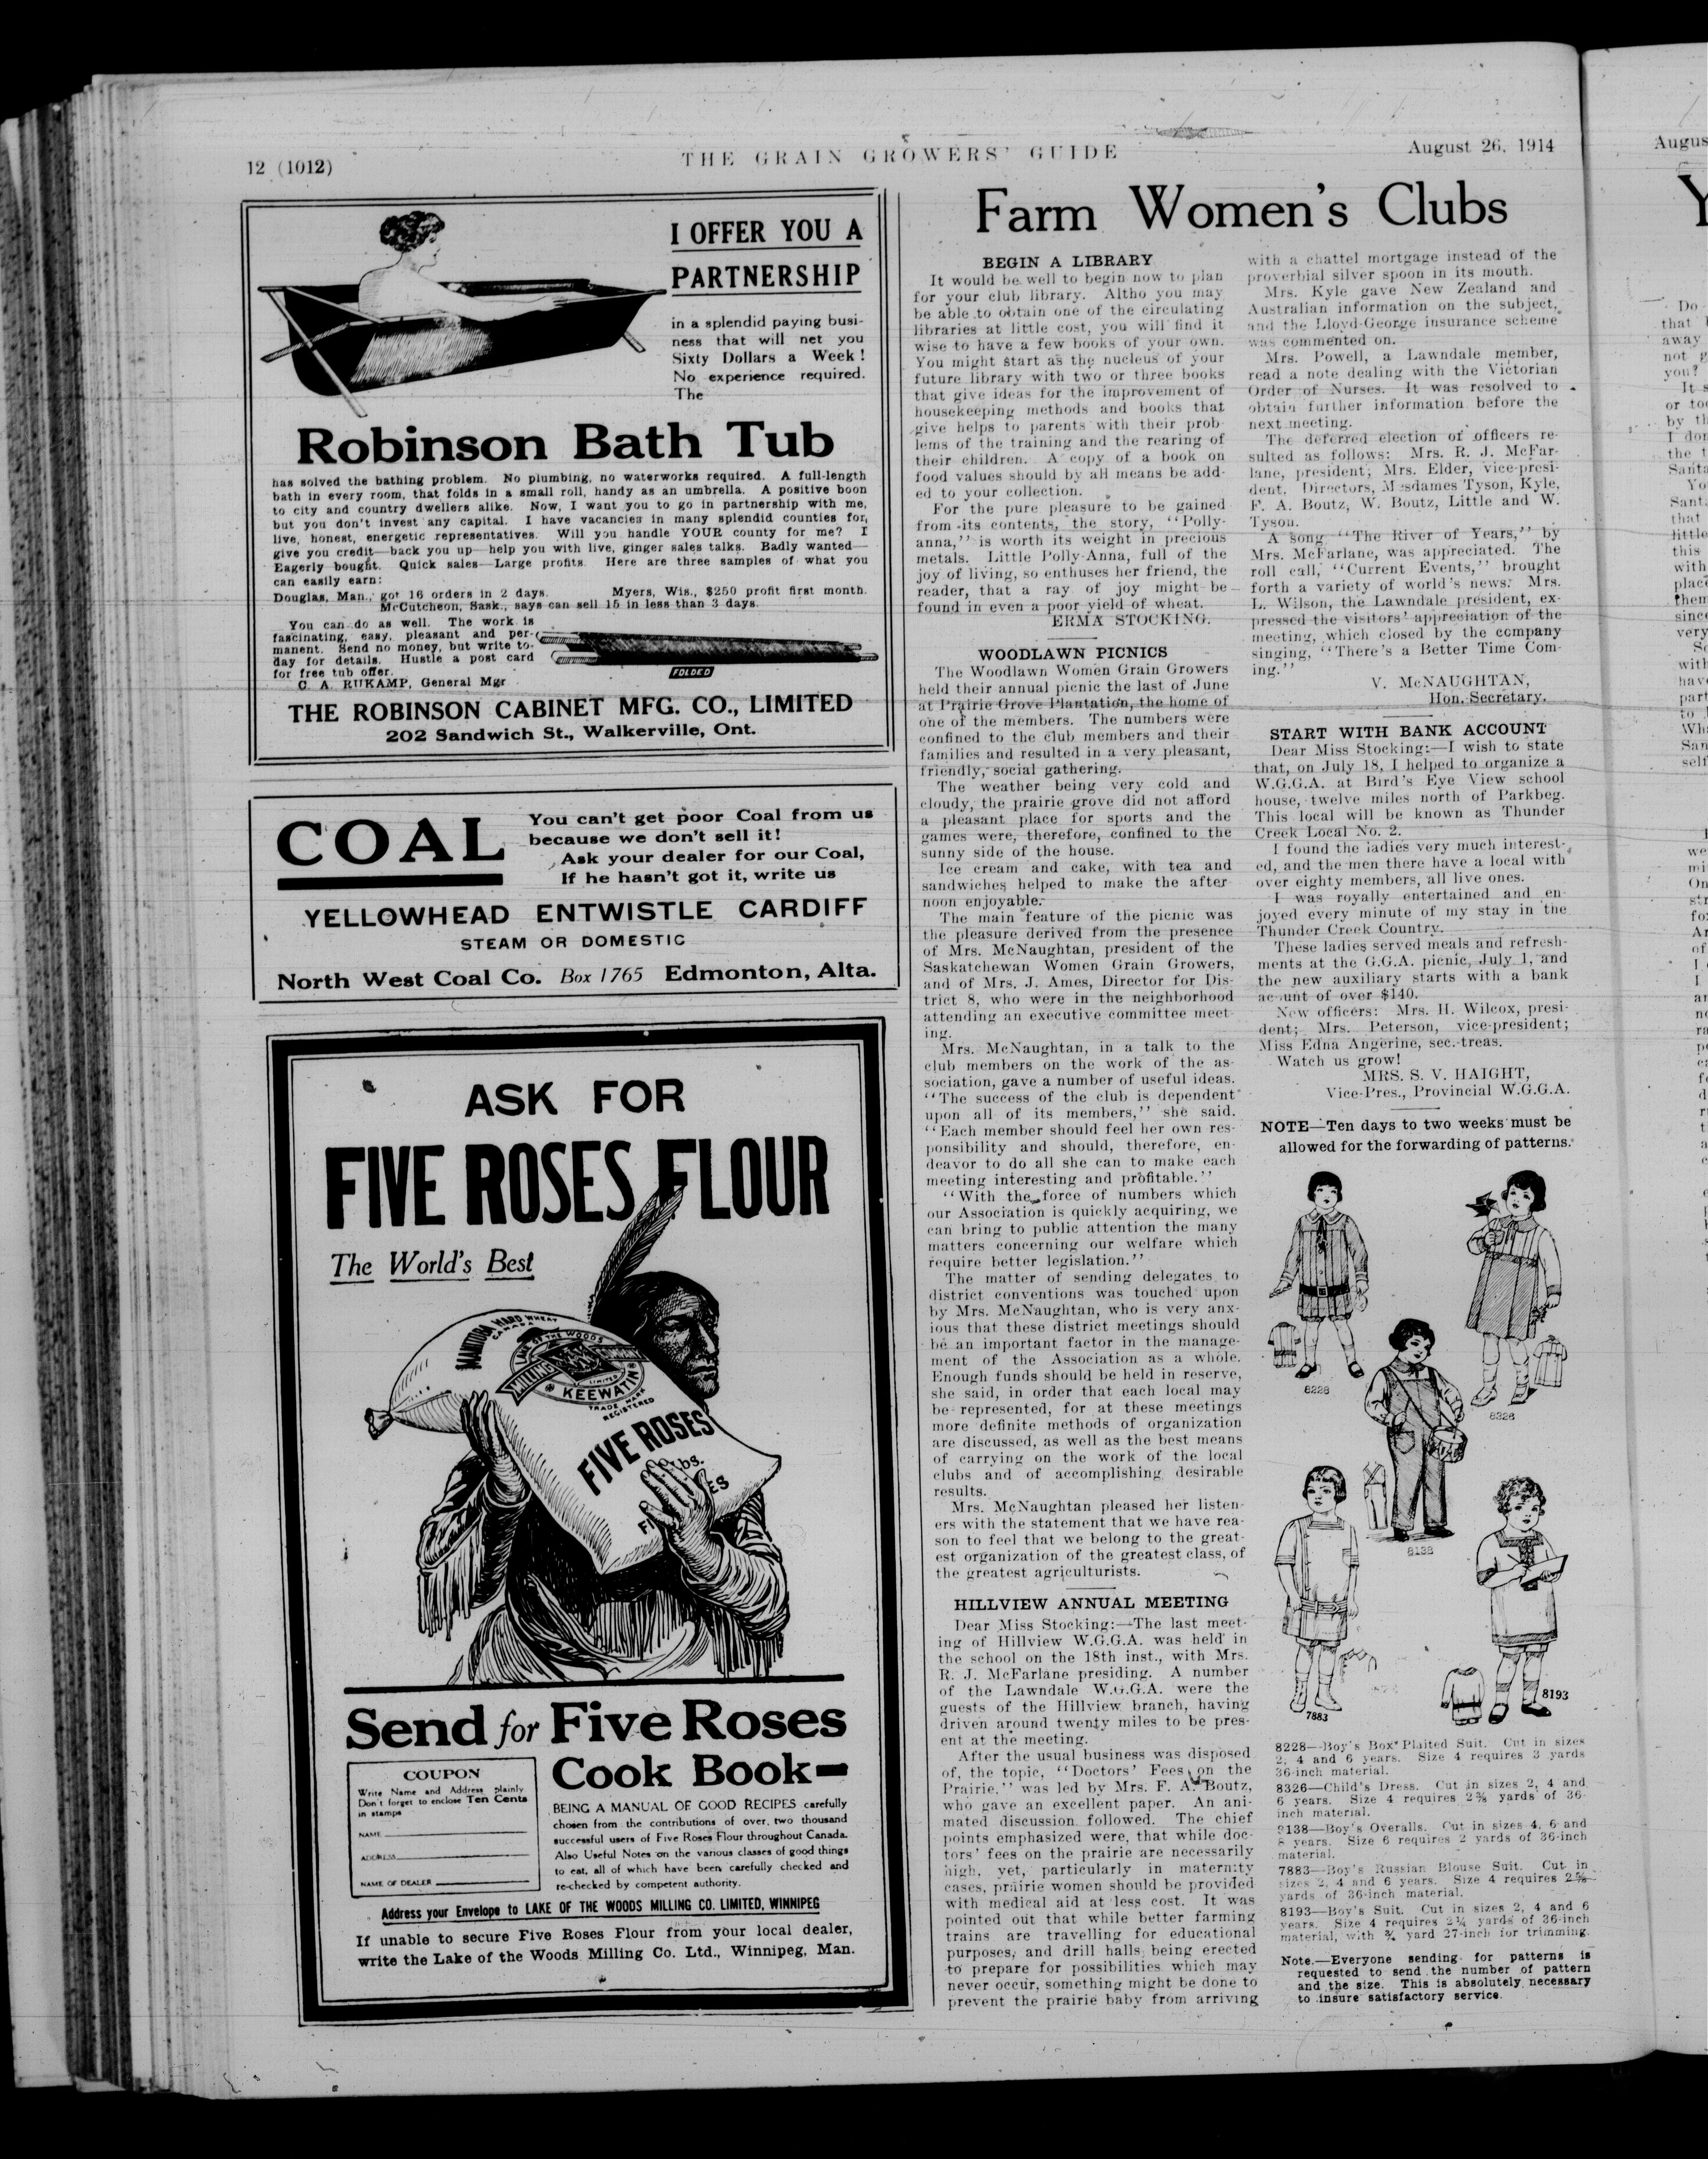 12 (1012)
THE GRAIN GROWERS' GUIDE
August 26, 1914
I OFFER YOU A
PARTNERSHIP
in a splendid paying busi-
ness that will net you
Sixty Dollars a Week!
No experience required.
The
Robinson Bath Tub
has solved the bathing problem. No plumbing, no waterworks required. A full-length
bath in every room, that folds in a small roll, handy as an umbrella. A positive boon
to city and country dwellers alike. Now, I want you to go in partnership with me,
but you don't invest any capital. I have vacancies in many splendid counties for
live, honest, energetic representatives. Will you handle YOUR county for me? I
give you credit—back you up—help you with live, ginger sales talks. Badly wanted—
Eagerly bought. Quick sales—Large profits. Here are three samples of what you
can easily earn:
Douglas, Man., got 16 orders in 2 days. Myers, Wis., $250 profit first month.
McCutcheon, Sask., says can sell 15 in less than 3 days.
You can do as well. The work is
fascinating, easy, pleasant and per-
manent. Send no money, but write to-
day for details. Hustle a post card
for free tub offer.
C. A. RUKAMP, General Mgr
FOLDED
THE ROBINSON CABINET MFG. CO., LIMITED
202 Sandwich St., Walkerville, Ont.
COAL
You can't get poor Coal from us
because we don't sell it!
Ask your dealer for our Coal,
If he hasn't got it, write us
YELLOWHEAD ENTWISTLE CARDIFF
STEAM OR DOMESTIC
North West Coal Co. Box 1765 Edmonton, Alta.
ASK FOR
FIVE ROSES FLOUR
The World's Best
MANITOBA HARD WHEAT
CANADA
LAKE OF THE WOODS
MILLING
LIMITED
KEEWATIN
TRADE MARK
REGISTERED
FIVE ROSES
Send for Five Roses
Cook Book—
COUPON
Write Name and Address plainly
Don't forget to enclose Ten Cents
in stamps
NAME
ADDRESS
NAME OF DEALER
BEING A MANUAL OF GOOD RECIPES carefully
chosen from the contributions of over two thousand
successful users of Five Roses Flour throughout Canada.
Also Useful Notes on the various classes of good things
to eat, all of which have been carefully checked and
re-checked by competent authority.
Address your Envelope to LAKE OF THE WOODS MILLING CO. LIMITED, WINNIPEG
If unable to secure Five Roses Flour from your local dealer,
write the Lake of the Woods Milling Co. Ltd., Winnipeg, Man.
Farm Women's Clubs
BEGIN A LIBRARY
It would be well to begin now to plan
for your club library. Altho you may
be able to obtain one of the circulating
libraries at little cost, you will find it
wise to have a few books of your own.
You might start as the nucleus of your
future library with two or three books
that give ideas for the improvement of
housekeeping methods and books that
give helps to parents with their prob
lems of the training and the rearing of
their children. A copy of a book on
food values should by all means be add-
ed to your collection.
For the pure pleasure to be gained
from its contents, the story, "Polly-
anna," is worth its weight in precious
metals. Little Polly-Anna, full of the
joy of living, so enthuses her friend, the
reader, that a ray of joy might be
found in even a poor yield of wheat.
ERMA STOCKING.
WOODLAWN PICNICS
The Woodlawn Women Grain Growers
held their annual picnic the last of June
at Prairie Grove Plantation, the home of
one of the members. The numbers were
confined to the club members and their
families and resulted in a very pleasant,
friendly, social gathering.
The weather being very cold and
cloudy, the prairie grove did not afford
a pleasant place for sports and the
games were, therefore, confined to the
sunny side of the house.
Ice cream and cake, with tea and
sandwiches helped to make the after
noon enjoyable.
The main feature of the picnic was
the pleasure derived from the presence
of Mrs. McNaughtan, president of the
Saskatchewan Women Grain Growers,
and of Mrs. J. Ames, Director for Dis-
trict 8, who were in the neighborhood
attending an executive committee meet-
ing.
Mrs. McNaughtan, in a talk to the
club members on the work of the as-
sociation, gave a number of useful ideas.
"The success of the club is dependent
upon all of its members," she said.
"Each member should feel her own res-
ponsibility and should, therefore, en-
deavor to do all she can to make each
meeting interesting and profitable."
"With the force of numbers which
our Association is quickly acquiring, we
can bring to public attention the many
matters concerning our welfare which
require better legislation."
The matter of sending delegates to
district conventions was touched upon
by Mrs. McNaughtan, who is very anx-
ious that these district meetings should
be an important factor in the manage-
ment of the Association as a whole.
Enough funds should be held in reserve,
she said, in order that each local may
be represented, for at these meetings
more definite methods of organization
are discussed, as well as the best means
of carrying on the work of the local
clubs and of accomplishing desirable
results.
Mrs. McNaughtan pleased her listen-
ers with the statement that we have rea-
son to feel that we belong to the great-
est organization of the greatest class, of
the greatest agriculturists.
HILLVIEW ANNUAL MEETING
Dear Miss Stocking:—The last meet-
ing of Hillview W.G.G.A. was held in
the school on the 18th inst., with Mrs.
R. J. McFarlane presiding. A number
of the Lawndale W.G.G.A. were the
guests of the Hillview branch, having
driven around twenty miles to be pres-
ent at the meeting.
After the usual business was disposed
of, the topic, "Doctors' Fees on the
Prairie," was led by Mrs. F. A. Boutz,
who gave an excellent paper. An ani-
mated discussion followed. The chief
points emphasized were, that while doc-
tors' fees on the prairie are necessarily
high, yet, particularly in maternity
cases, prairie women should be provided
with medical aid at less cost. It was
pointed out that while better farming
trains are travelling for educational
purposes, and drill halls being erected
to prepare for possibilities which may
never occur, something might be done to
prevent the prairie baby from arriving
with a chattel mortgage instead of the
proverbial silver spoon in its mouth.
Mrs. Kyle gave New Zealand and
Australian information on the subject,
and the Lloyd-George insurance scheme
was commented on.
Mrs. Powell, a Lawndale member,
read a note dealing with the Victorian
Order of Nurses. It was resolved to
obtain further information before the
next meeting.
The deferred election of officers re-
sulted as follows: Mrs. R. J. McFar-
lane, president; Mrs. Elder, vice-presi-
dent. Directors, Mesdames Tyson, Kyle,
F. A. Boutz, W. Boutz, Little and W.
Tyson.
A song "The River of Years," by
Mrs. McFarlane, was appreciated. The
roll call, "Current Events," brought
forth a variety of world's news. Mrs.
L. Wilson, the Lawndale president, ex-
pressed the visitors' appreciation of the
meeting, which closed by the company
singing, "There's a Better Time Com-
ing."
V. McNAUGHTAN,
Hon. Secretary.
START WITH BANK ACCOUNT
Dear Miss Stocking:—I wish to state
that, on July 18, I helped to organize a
W.G.G.A. at Bird's Eye View school
house, twelve miles north of Parkbeg.
This local will be known as Thunder
Creek Local No. 2.
I found the ladies very much interest-
ed, and the men there have a local with
over eighty members, all live ones.
I was royally entertained and en-
joyed every minute of my stay in the
Thunder Creek Country.
These ladies served meals and refresh-
ments at the G.G.A. picnic, July 1, and
the new auxiliary starts with a bank
account of over $140.
New officers: Mrs. H. Wilcox, presi-
dent; Mrs. Peterson, vice-president;
Miss Edna Angerine, sec.-treas.
Watch us grow!
MRS. S. V. HAIGHT,
Vice-Pres., Provincial W.G.G.A.
NOTE—Ten days to two weeks must be
allowed for the forwarding of patterns.
8228
8326
8138
7883
8193
8228—Boy's Box Plaited Suit. Cut in sizes
2, 4 and 6 years. Size 4 requires 3 yards
36-inch material.
8326—Child's Dress. Cut in sizes 2, 4 and
6 years. Size 4 requires 2⅜ yards of 36-
inch material.
8138—Boy's Overalls. Cut in sizes 4, 6 and
8 years. Size 6 requires 2 yards of 36-inch
material.
7883—Boy's Russian Blouse Suit. Cut in
sizes 2, 4 and 6 years. Size 4 requires 2⅝
yards of 36-inch material.
8193—Boy's Suit. Cut in sizes 2, 4 and 6
years. Size 4 requires 2¼ yards of 36-inch
material, with ¾ yard 27-inch for trimming.
Note.—Everyone sending for patterns is
requested to send the number of pattern
and the size. This is absolutely necessary
to insure satisfactory service.